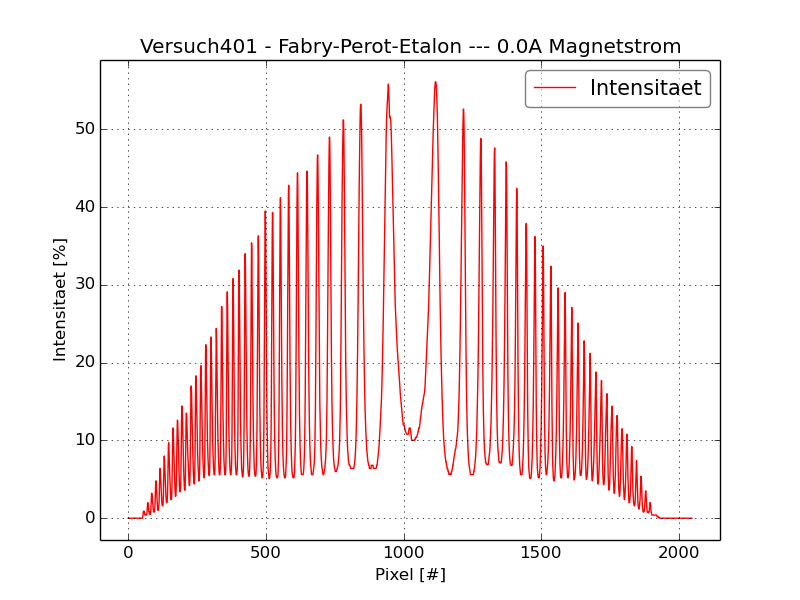 Versuch401 - Fabry-Perot-Etalon --- 0.0A Magnetstrom
Intensitaet
Intensitaet [%]
50
40
30
20
10
0
0 500 1000 1500 2000
Pixel [#]